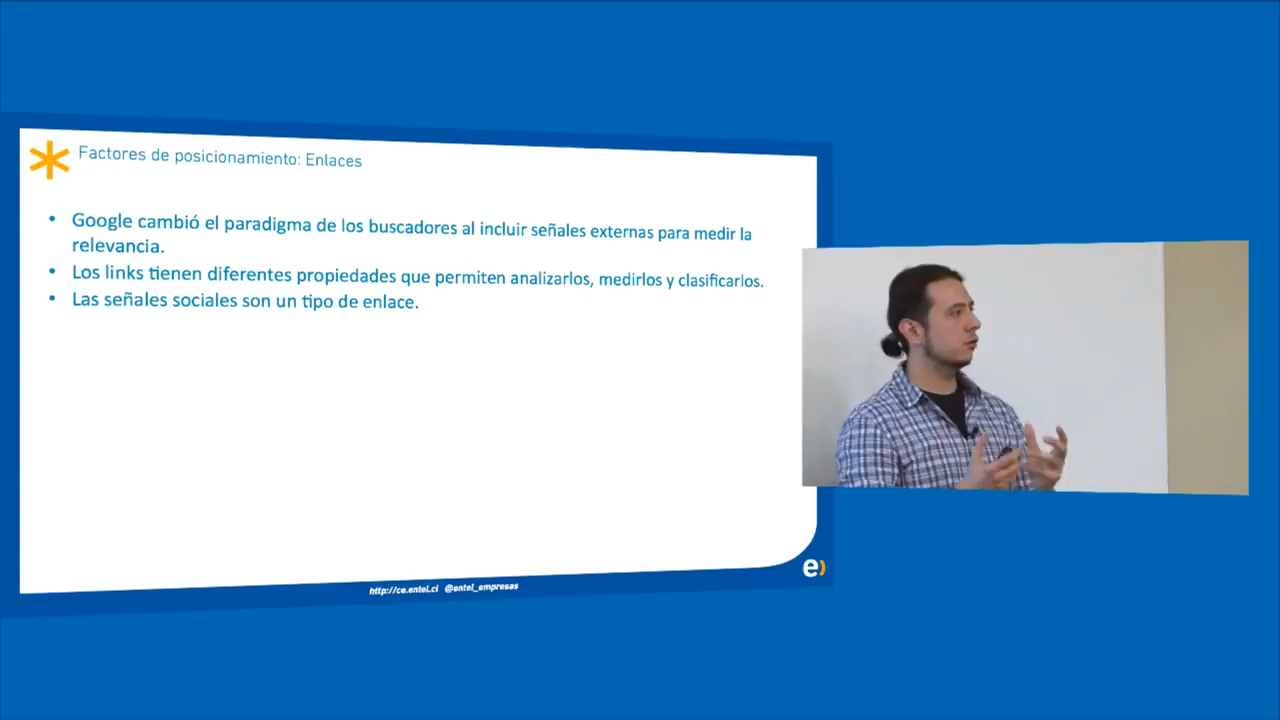 Factores de posicionamiento: Enlaces
• Google cambió el paradigma de los buscadores al incluir señales externas para medir la
relevancia.
• Los links tienen diferentes propiedades que permiten analizarlos, medirlos y clasificarlos.
• Las señales sociales son un tipo de enlace.
e)
http://ce.entel.cl @entel_empresas